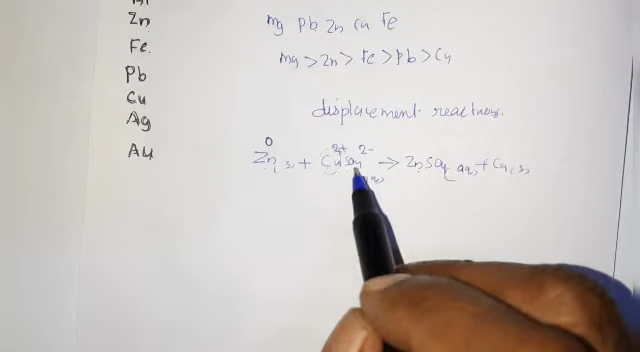 Zn
Fe
Pb
Cu
Ag
Au
Mg Pb Zn Cu Fe
Mg > Zn > Fe > Pb > Cu
displacement reactions.
0 2+ 2-
Zn(s) + CuSO4(aq) → ZnSO4(aq) + Cu(s)